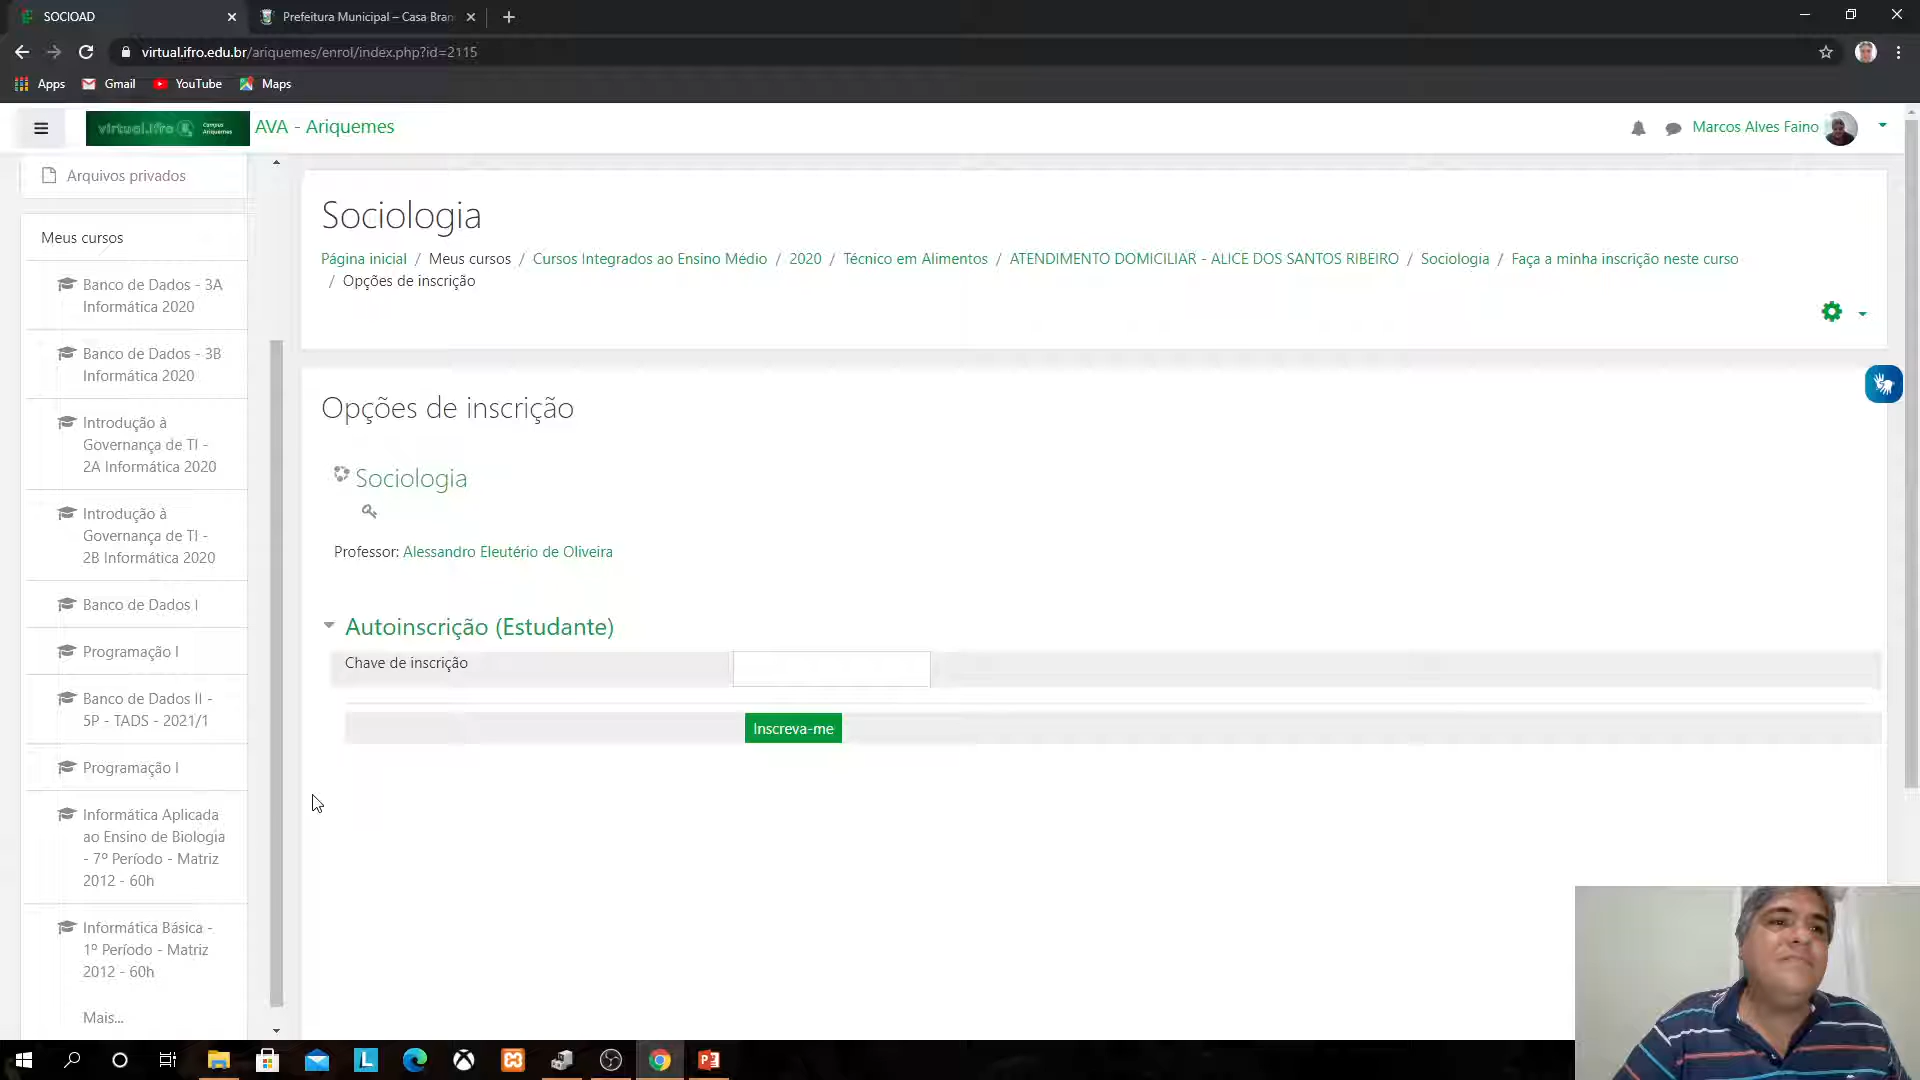 SOCIOAD
Prefeitura Municipal – Casa Bran
virtual.ifro.edu.br/ariquemes/enrol/index.php?id=2115
Apps
Gmail
YouTube
Maps
virtual.ifro
Campus
Ariquemes
AVA - Ariquemes
Marcos Alves Faino
Arquivos privados
Meus cursos
Banco de Dados - 3A
Informática 2020
Banco de Dados - 3B
Informática 2020
Introdução à
Governança de TI -
2A Informática 2020
Introdução à
Governança de TI -
2B Informática 2020
Banco de Dados I
Programação I
Banco de Dados II -
5P - TADS - 2021/1
Programação I
Informática Aplicada
ao Ensino de Biologia
- 7º Período - Matriz
2012 - 60h
Informática Básica -
1º Período - Matriz
2012 - 60h
Mais...
Sociologia
Página inicial / Meus cursos / Cursos Integrados ao Ensino Médio / 2020 / Técnico em Alimentos / ATENDIMENTO DOMICILIAR - ALICE DOS SANTOS RIBEIRO / Sociologia / Faça a minha inscrição neste curso
/ Opções de inscrição
Opções de inscrição
Sociologia
Professor: Alessandro Eleutério de Oliveira
Autoinscrição (Estudante)
Chave de inscrição
Inscreva-me